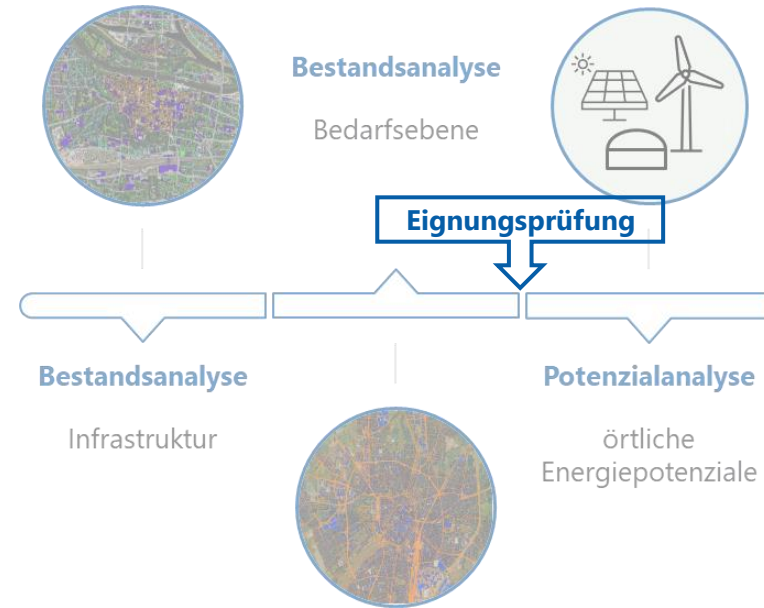 Bestandsanalyse
Bedarfsebene
Eignungsprüfung
Bestandsanalyse
Infrastruktur
Potenzialanalyse
örtliche
Energiepotenziale